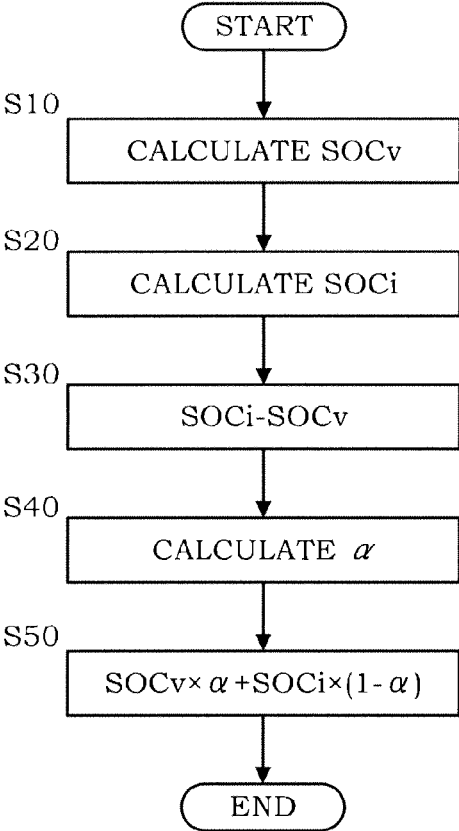 START
S10
CALCULATE SOCv
S20
CALCULATE SOCi
S30
SOCi-SOCv
S40
CALCULATE α
S50
SOCv×α+SOCi×(1-α)
END